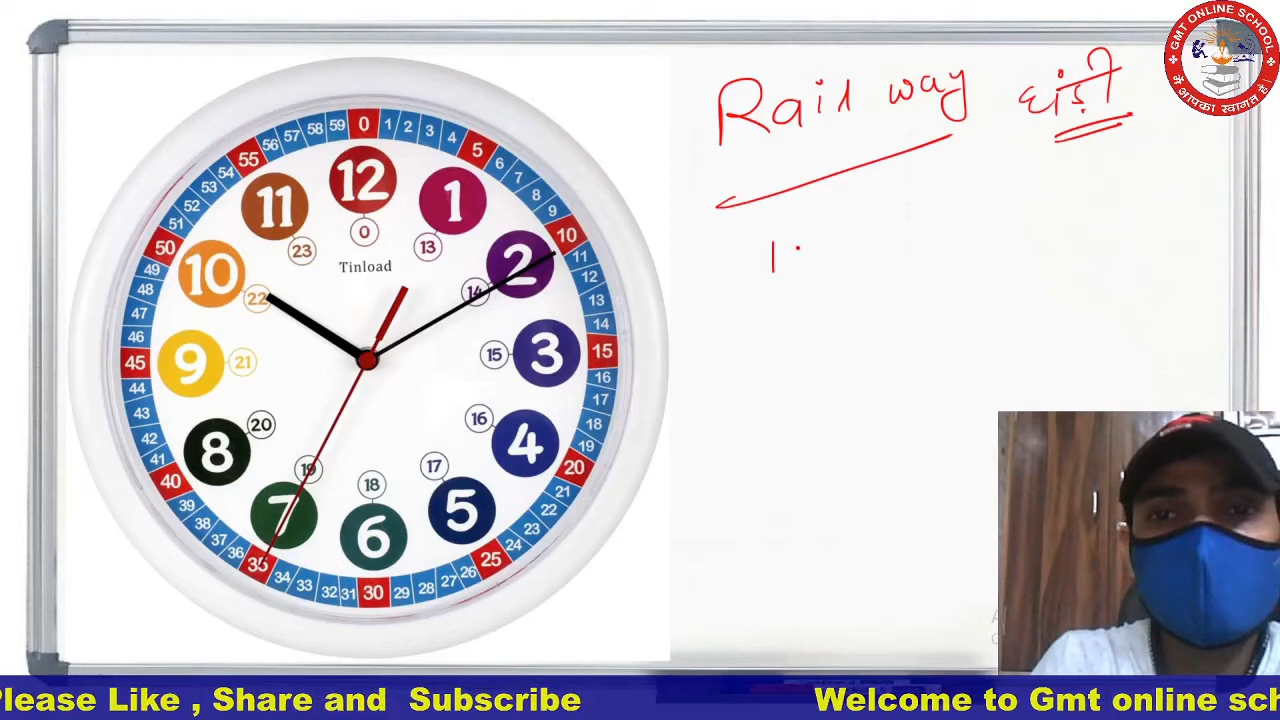 Railway घंड़ी
1.
GMT ONLINE SCHOOL
में आपका स्वागत है।
0 1 2 3 4 5 6 7 8 9 10 11 12 13 14 15 16 17 18 19 20 21 22 23 24 25 26 27 28 29 30 31 32 33 34 35 36 37 38 39 40 41 42 43 44 45 46 47 48 49 50 51 52 53 54 55 56 57 58 59
12 1 2 3 4 5 6 7 8 9 10 11
0 13 14 15 16 17 18 19 20 21 22 23
Tinload
Please Like , Share and Subscribe
Welcome to Gmt online sch